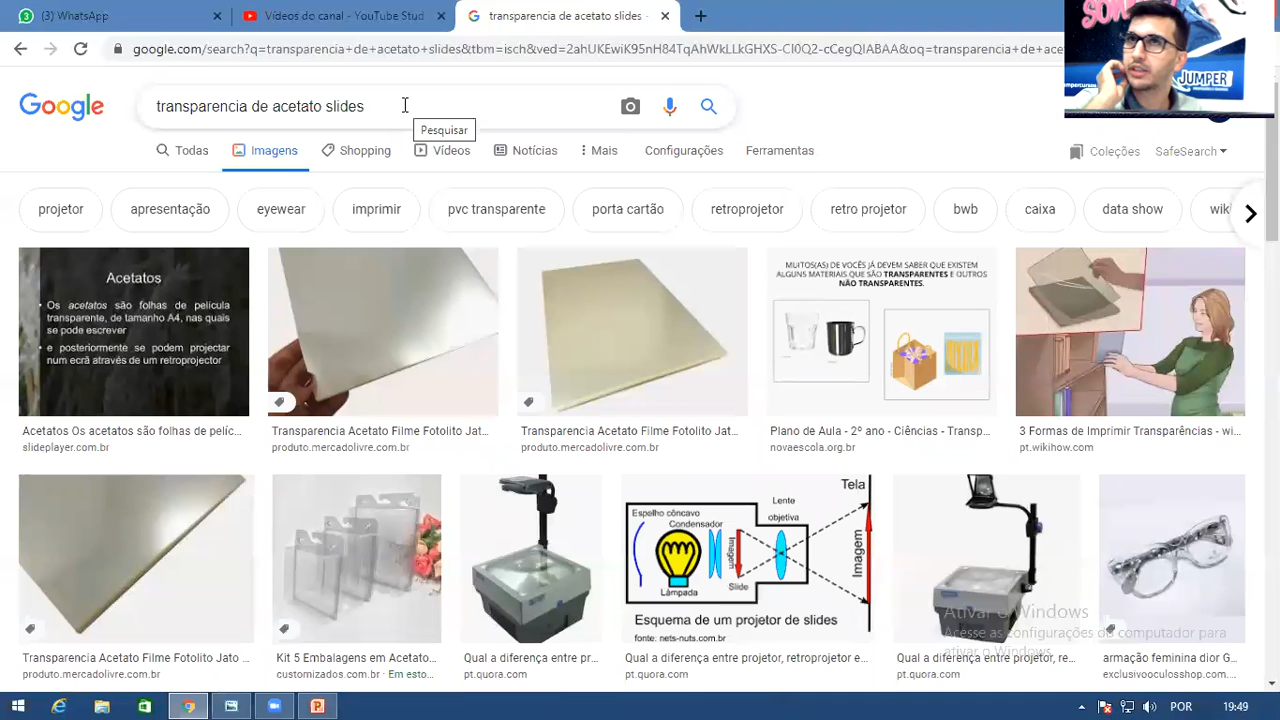 (3) WhatsApp
Vídeos do canal - YouTube Stud
transparencia de acetato slides -
google.com/search?q=transparencia+de+acetato+slides&tbm=isch&ved=2ahUKEwiK95nH84TqAhWkLLkGHXS-CI0Q2-cCegQIABAA&oq=transparencia+de+ace
SON
JUMPER
jumpercursos
Google
transparencia de acetato slides
Pesquisar
Todas
Imagens
Shopping
Vídeos
Notícias
Mais
Configurações
Ferramentas
Coleções
SafeSearch
projetor
apresentação
eyewear
imprimir
pvc transparente
porta cartão
retroprojetor
retro projetor
bwb
caixa
data show
wik
Acetatos
• Os acetatos são folhas de película
transparente, de tamanho A4, nas quais
se pode escrever
• e posteriormente se podem projectar
num ecrã através de um retroprojector
MUITOS(AS) DE VOCÊS JÁ DEVEM SABER QUE EXISTEM
ALGUNS MATERIAIS QUE SÃO TRANSPARENTES E OUTROS
NÃO TRANSPARENTES.
Acetatos Os acetatos são folhas de pelíc...
slideplayer.com.br
Transparencia Acetato Filme Fotolito Jat...
produto.mercadolivre.com.br
Transparencia Acetato Filme Fotolito Jat...
produto.mercadolivre.com.br
Plano de Aula - 2º ano - Ciências - Transp...
novaescola.org.br
3 Formas de Imprimir Transparências - wi...
pt.wikihow.com
Tela
Lente
objetiva
Espelho côncavo
Condensador
Imagem
Slide
Lâmpada
Imagem
Esquema de um projetor de slides
fonte: nets-nuts.com.br
Transparencia Acetato Filme Fotolito Jato ...
produto.mercadolivre.com.br
Kit 5 Embalagens em Acetato...
customizados.com.br · Em esto...
Qual a diferença entre pr...
pt.quora.com
Qual a diferença entre projetor, retroprojetor e...
pt.quora.com
Qual a diferença entre projetor, re...
pt.quora.com
armação feminina dior G...
exclusivooculosshop.com....
Ativar o Windows
Acesse as configurações do computador para
ativar o Windows.
POR
19:49